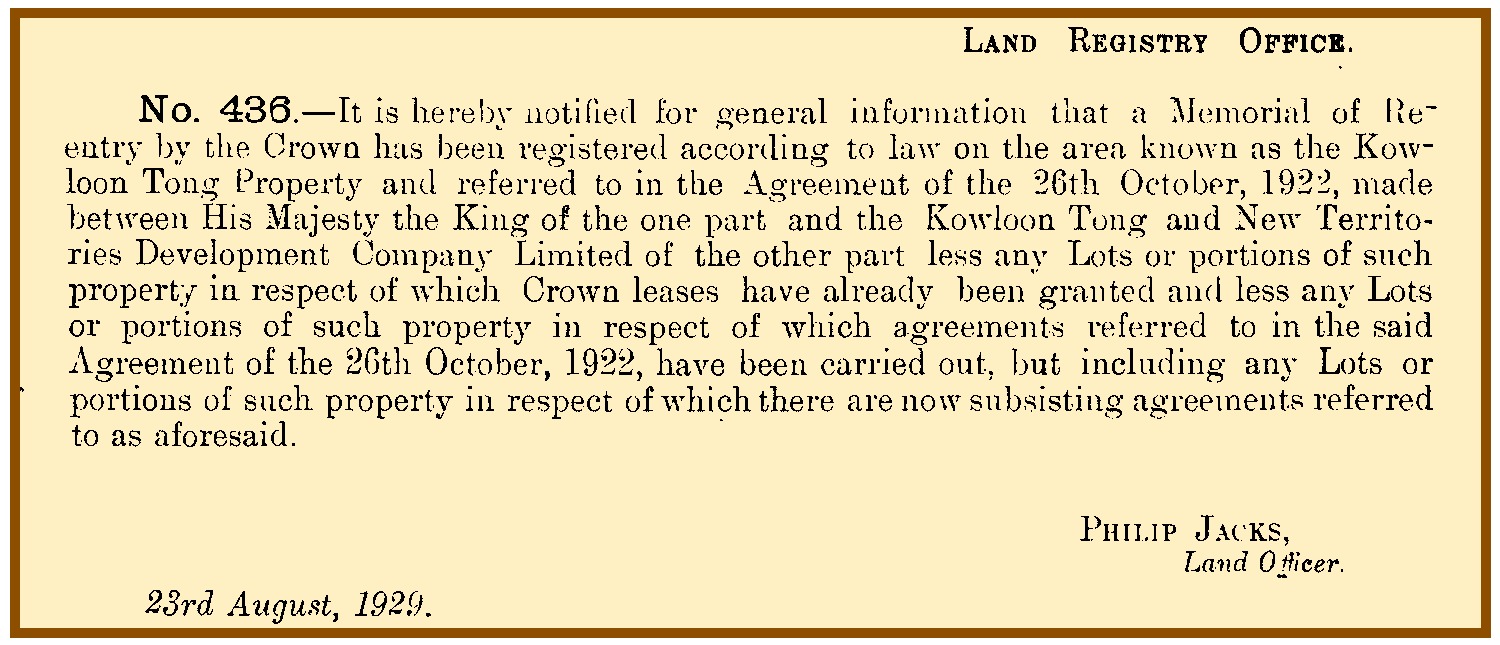 LAND REGISTRY OFFICE.
No. 436.—It is hereby notified for general information that a Memorial of Re-
entry by the Crown has been registered according to law on the area known as the Kow-
loon Tong Property and referred to in the Agreement of the 26th October, 1922, made
between His Majesty the King of the one part and the Kowloon Tong and New Territo-
ries Development Company Limited of the other part less any Lots or portions of such
property in respect of which Crown leases have already been granted and less any Lots
or portions of such property in respect of which agreements referred to in the said
Agreement of the 26th October, 1922, have been carried out, but including any Lots or
portions of such property in respect of which there are now subsisting agreements referred
to as aforesaid.
PHILIP JACKS,
Land Officer.
23rd August, 1929.